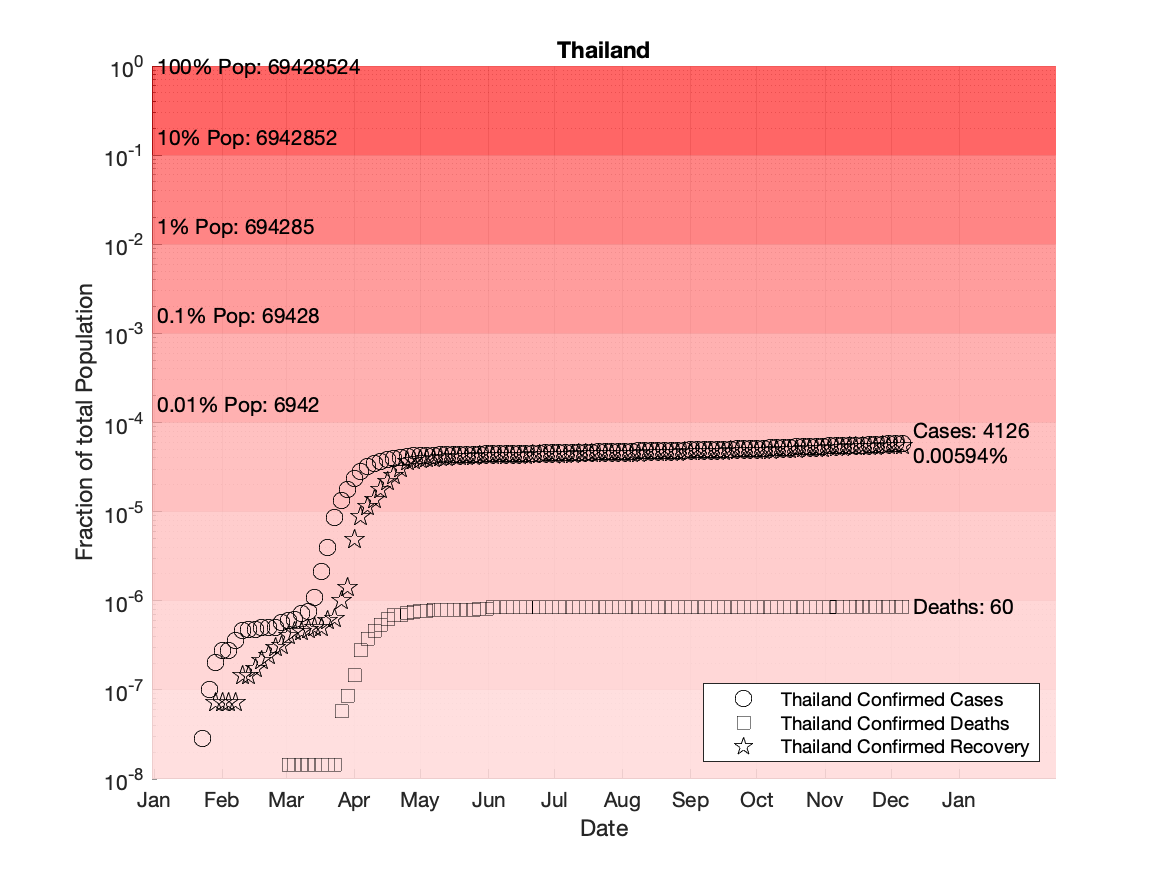 Thailand
10^0
100% Pop: 69428524
10% Pop: 6942852
10^-1
1% Pop: 694285
10^-2
0.1% Pop: 69428
10^-3
0.01% Pop: 6942
10^-4
Cases: 4126
0.00594%
10^-5
10^-6
Deaths: 60
10^-7
10^-8
Fraction of total Population
Thailand Confirmed Cases
Thailand Confirmed Deaths
Thailand Confirmed Recovery
Jan Feb Mar Apr May Jun Jul Aug Sep Oct Nov Dec Jan
Date